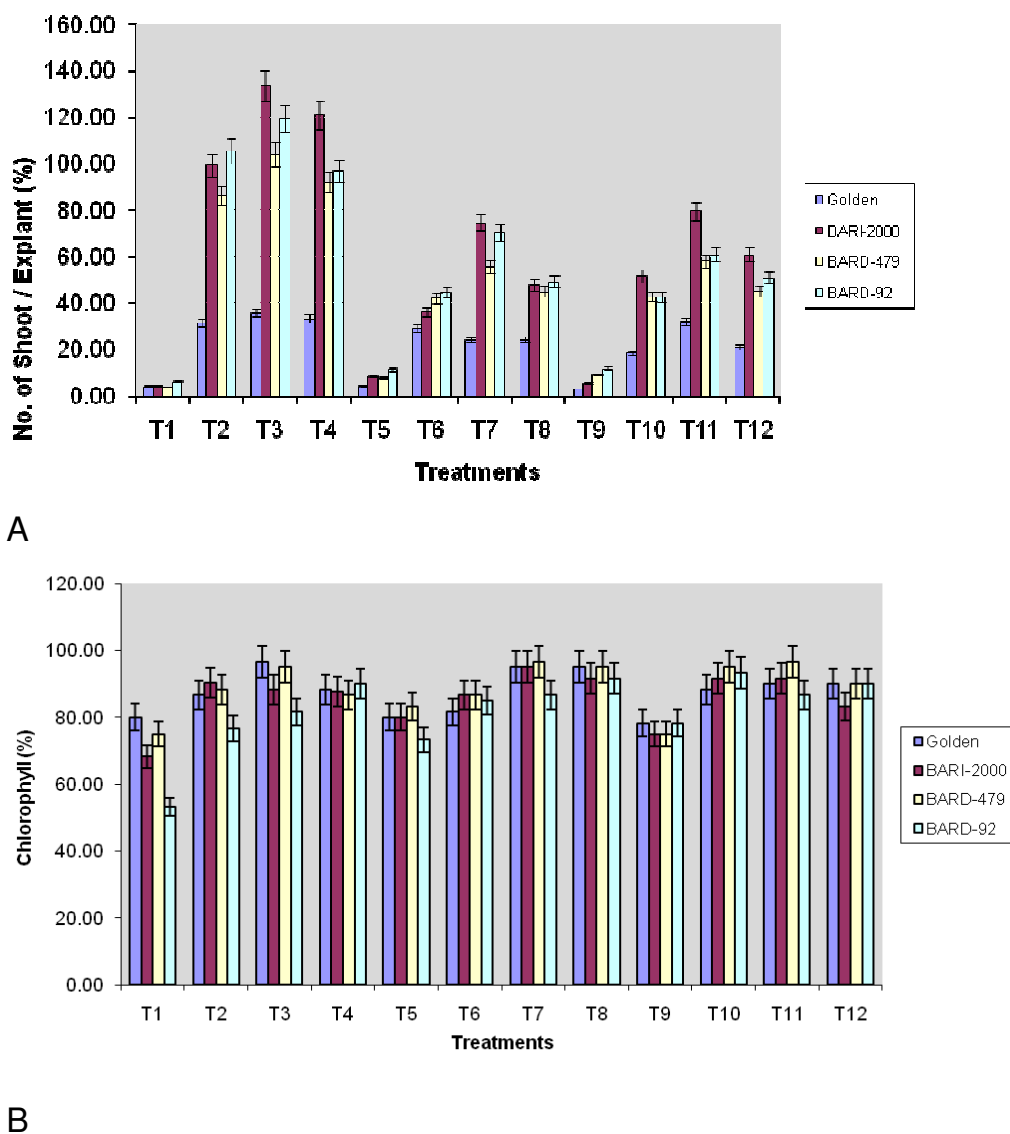 160.00
140.00
120.00
100.00
80.00
60.00
40.00
20.00
0.00
No. of Shoot / Explant (%)
T1 T2 T3 T4 T5 T6 T7 T8 T9 T10 T11 T12
Treatments
Golden
BARI-2000
BARD-479
BARD-92
A
120.00
100.00
80.00
60.00
40.00
20.00
0.00
Chlorophyll (%)
T1 T2 T3 T4 T5 T6 T7 T8 T9 T10 T11 T12
Treatments
Golden
BARI-2000
BARD-479
BARD-92
B